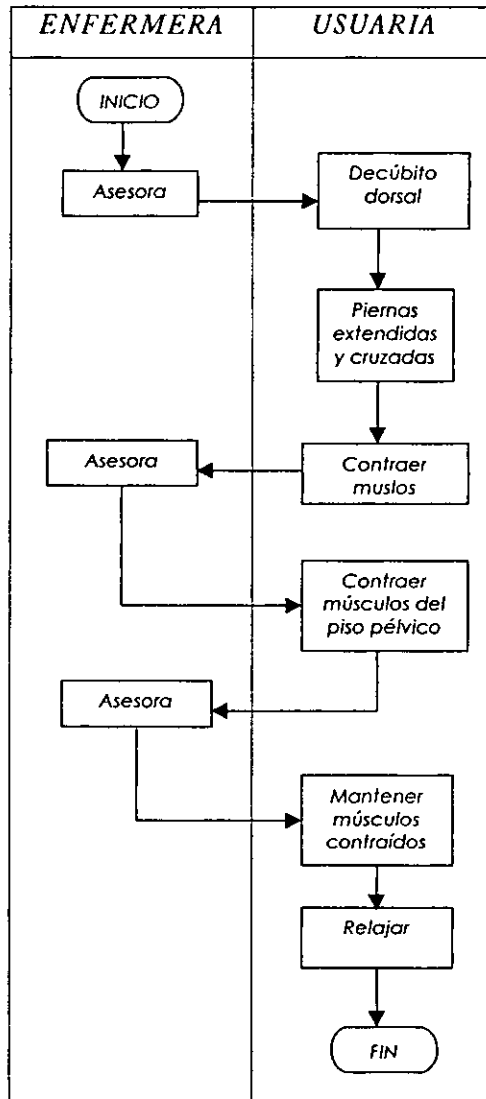 ENFERMERA
USUARIA
INICIO
Asesora
Decúbito
dorsal
Piernas
extendidas
y cruzadas
Contraer
muslos
Asesora
Contraer
músculos del
piso pélvico
Asesora
Mantener
músculos
contraídos
Relajar
FIN